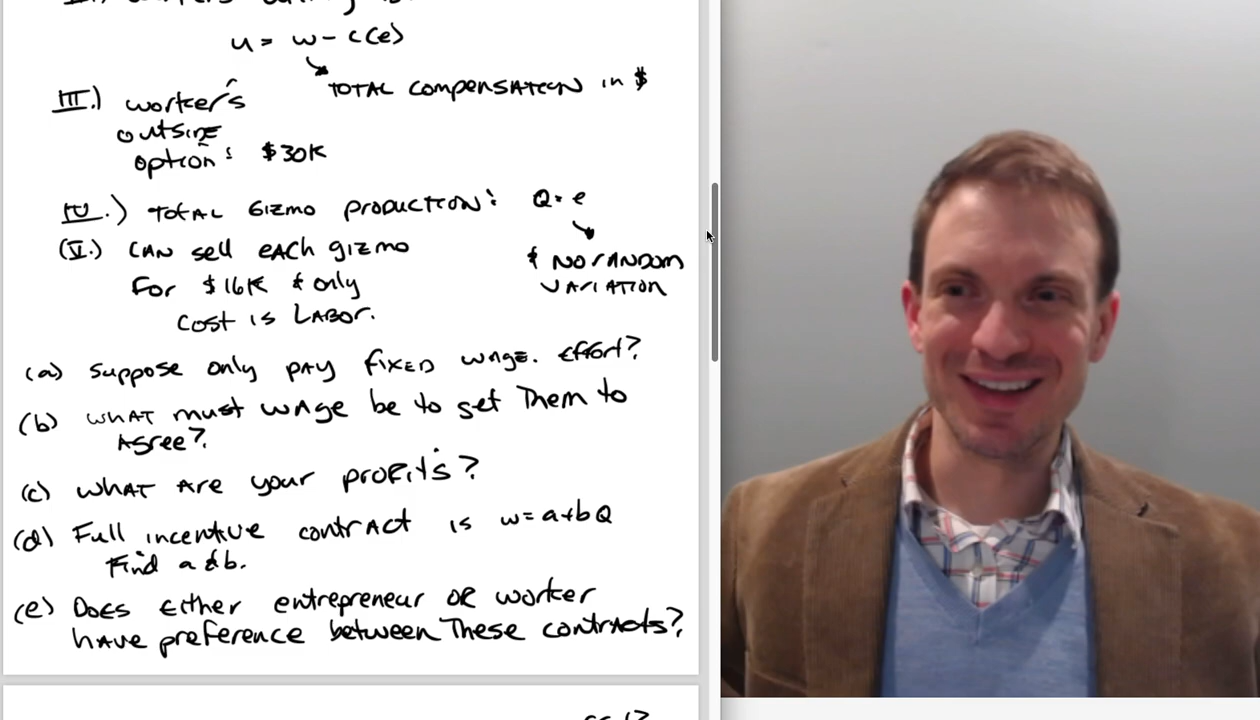 u = w - c(e)
TOTAL COMPENSATION in $
III.) worker's
outside
option: $30K
IV.) TOTAL Gizmo production: Q = e
& NO RANDOM
VARIATION
(V.) CAN sell each gizmo
For $16K & only
cost is LABOR.
(a) Suppose only pay fixed wage. Effort?
(b) WHAT must wage be to get Them to
Agree?
(c) WHAT Are your profits?
(d) Full incentive contract is w = a+bQ
Find a & b.
(e) Does Either entrepreneur OR worker
have preference between These contracts?